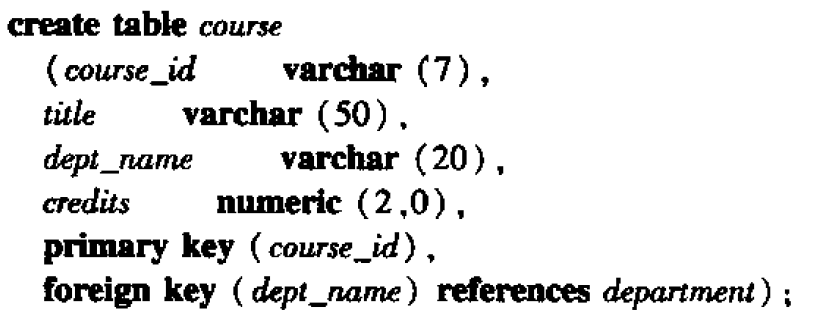 create table course
(course_id varchar (7),
title varchar (50),
dept_name varchar (20),
credits numeric (2,0),
primary key (course_id),
foreign key (dept_name) references department);